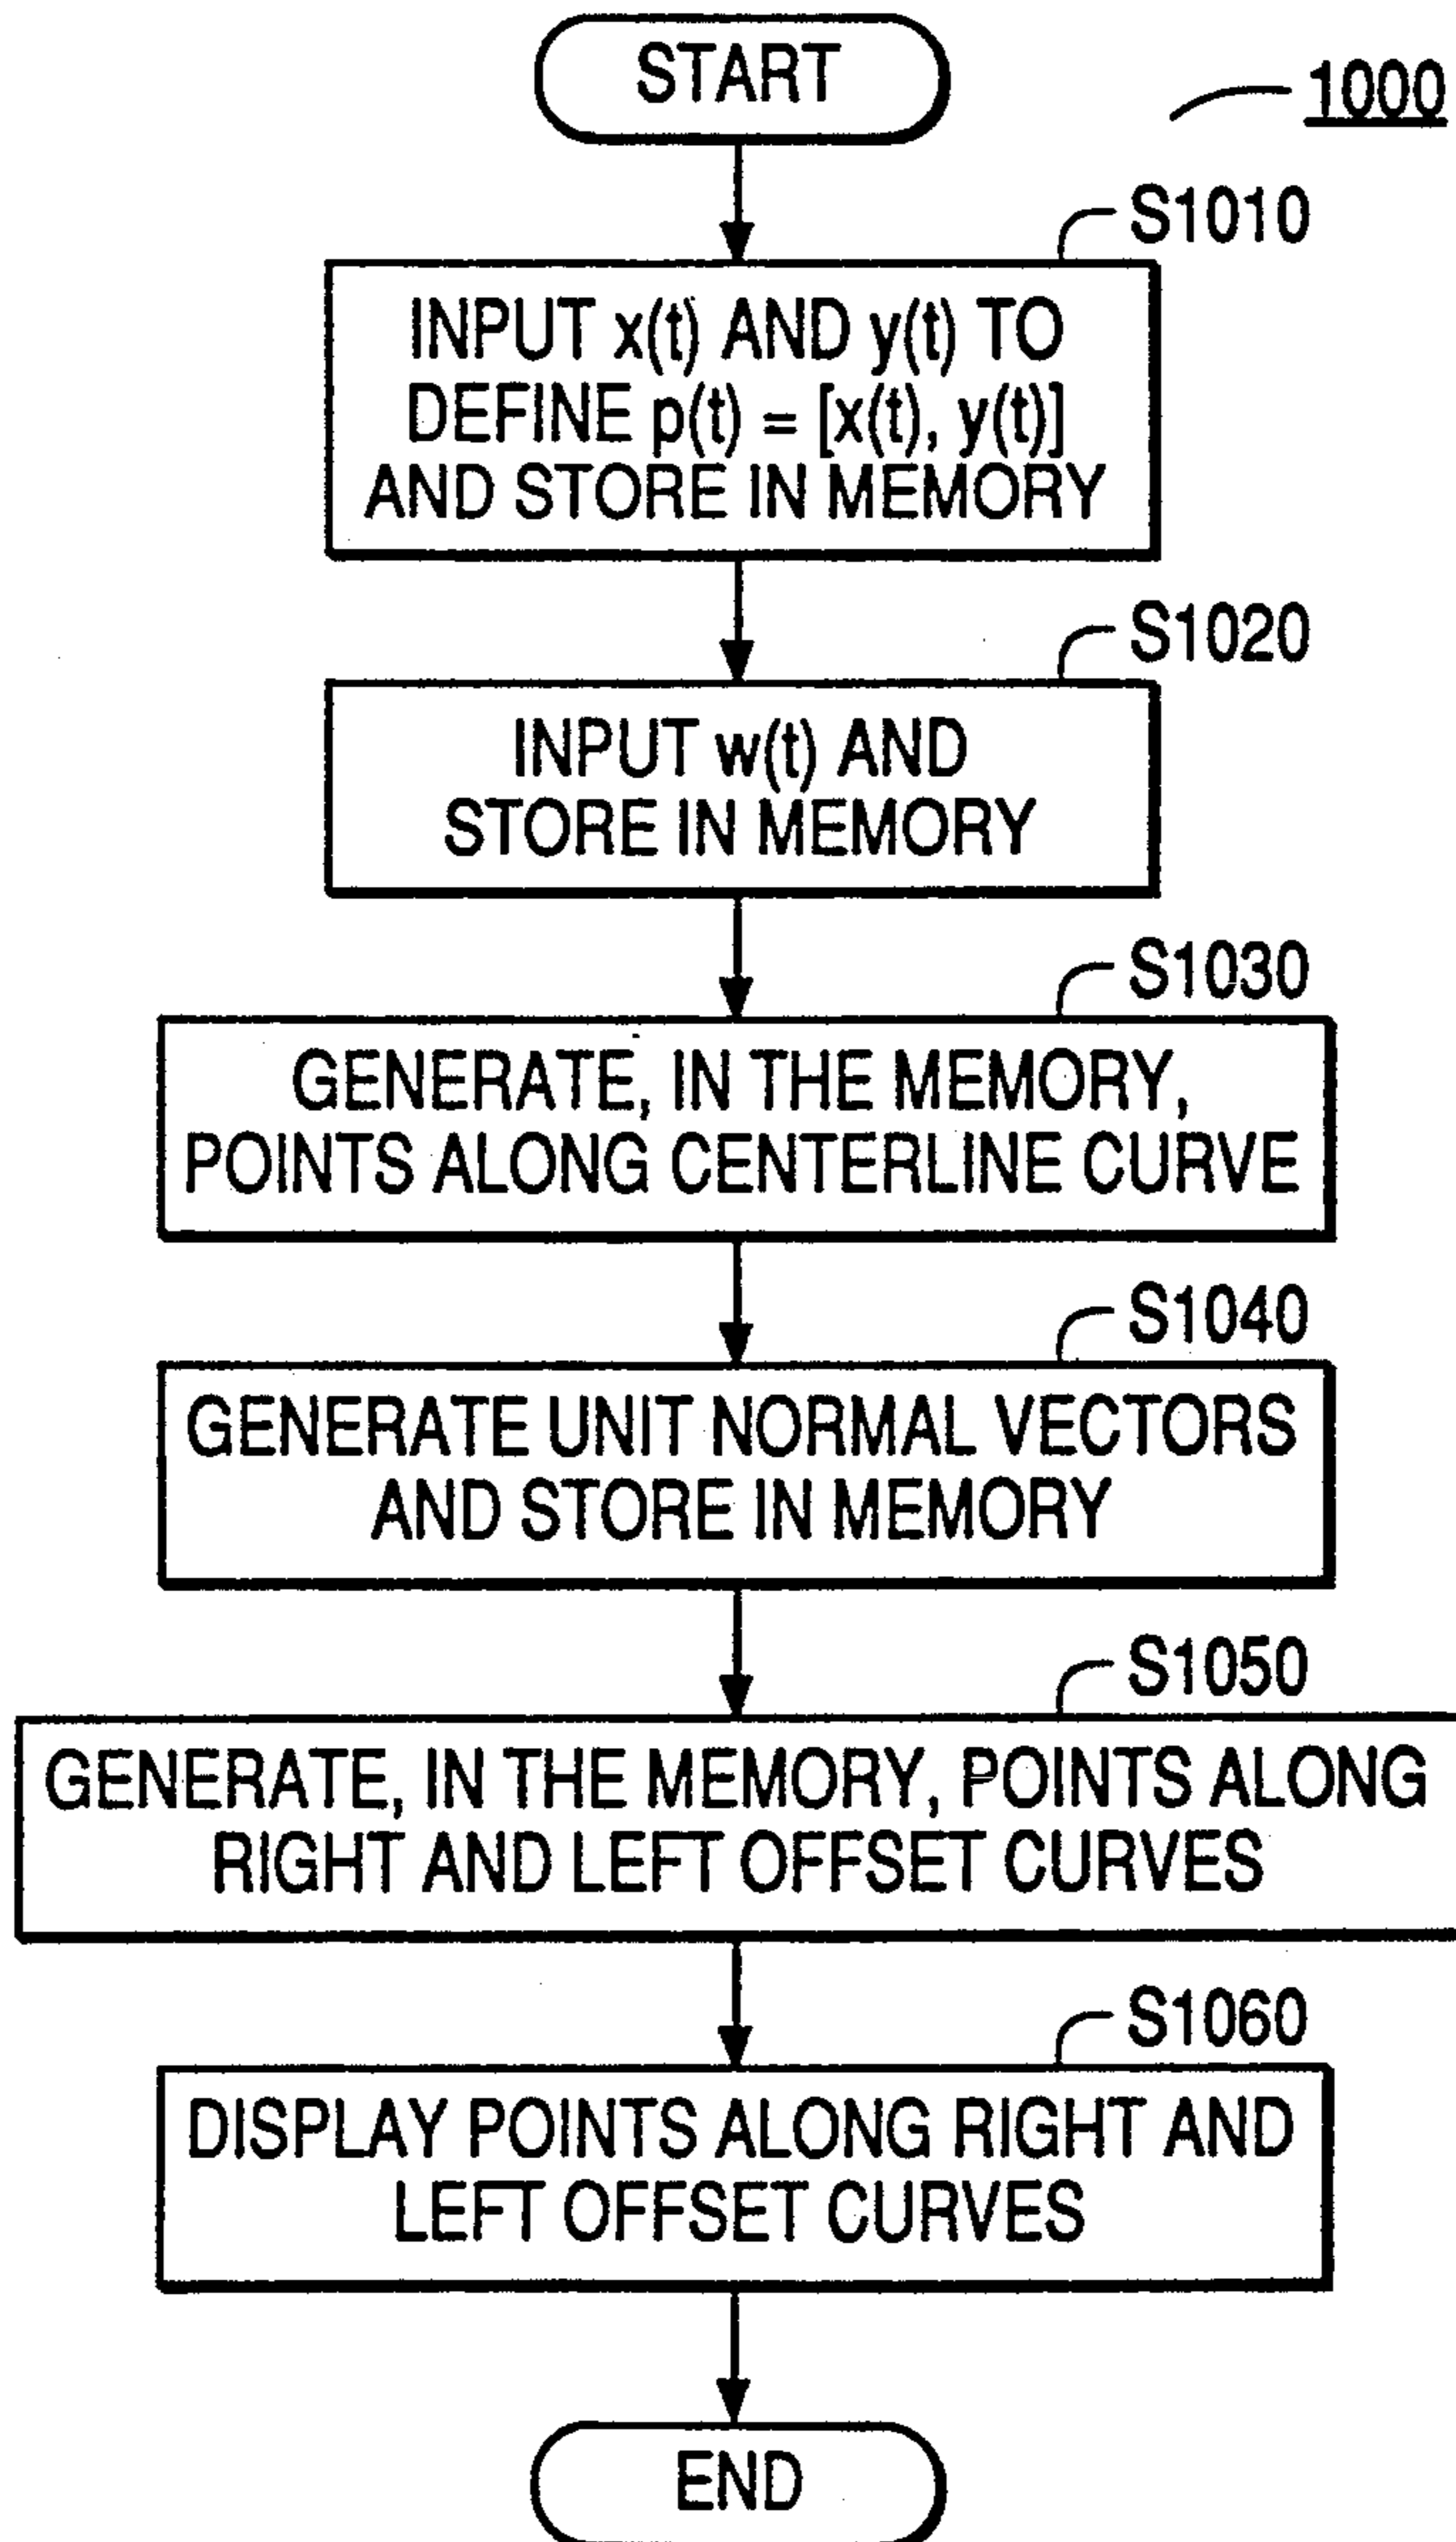 START
1000
S1010
INPUT x(t) AND y(t) TO
DEFINE p(t) = [x(t), y(t)]
AND STORE IN MEMORY
S1020
INPUT w(t) AND
STORE IN MEMORY
S1030
GENERATE, IN THE MEMORY,
POINTS ALONG CENTERLINE CURVE
S1040
GENERATE UNIT NORMAL VECTORS
AND STORE IN MEMORY
S1050
GENERATE, IN THE MEMORY, POINTS ALONG
RIGHT AND LEFT OFFSET CURVES
S1060
DISPLAY POINTS ALONG RIGHT AND
LEFT OFFSET CURVES
END